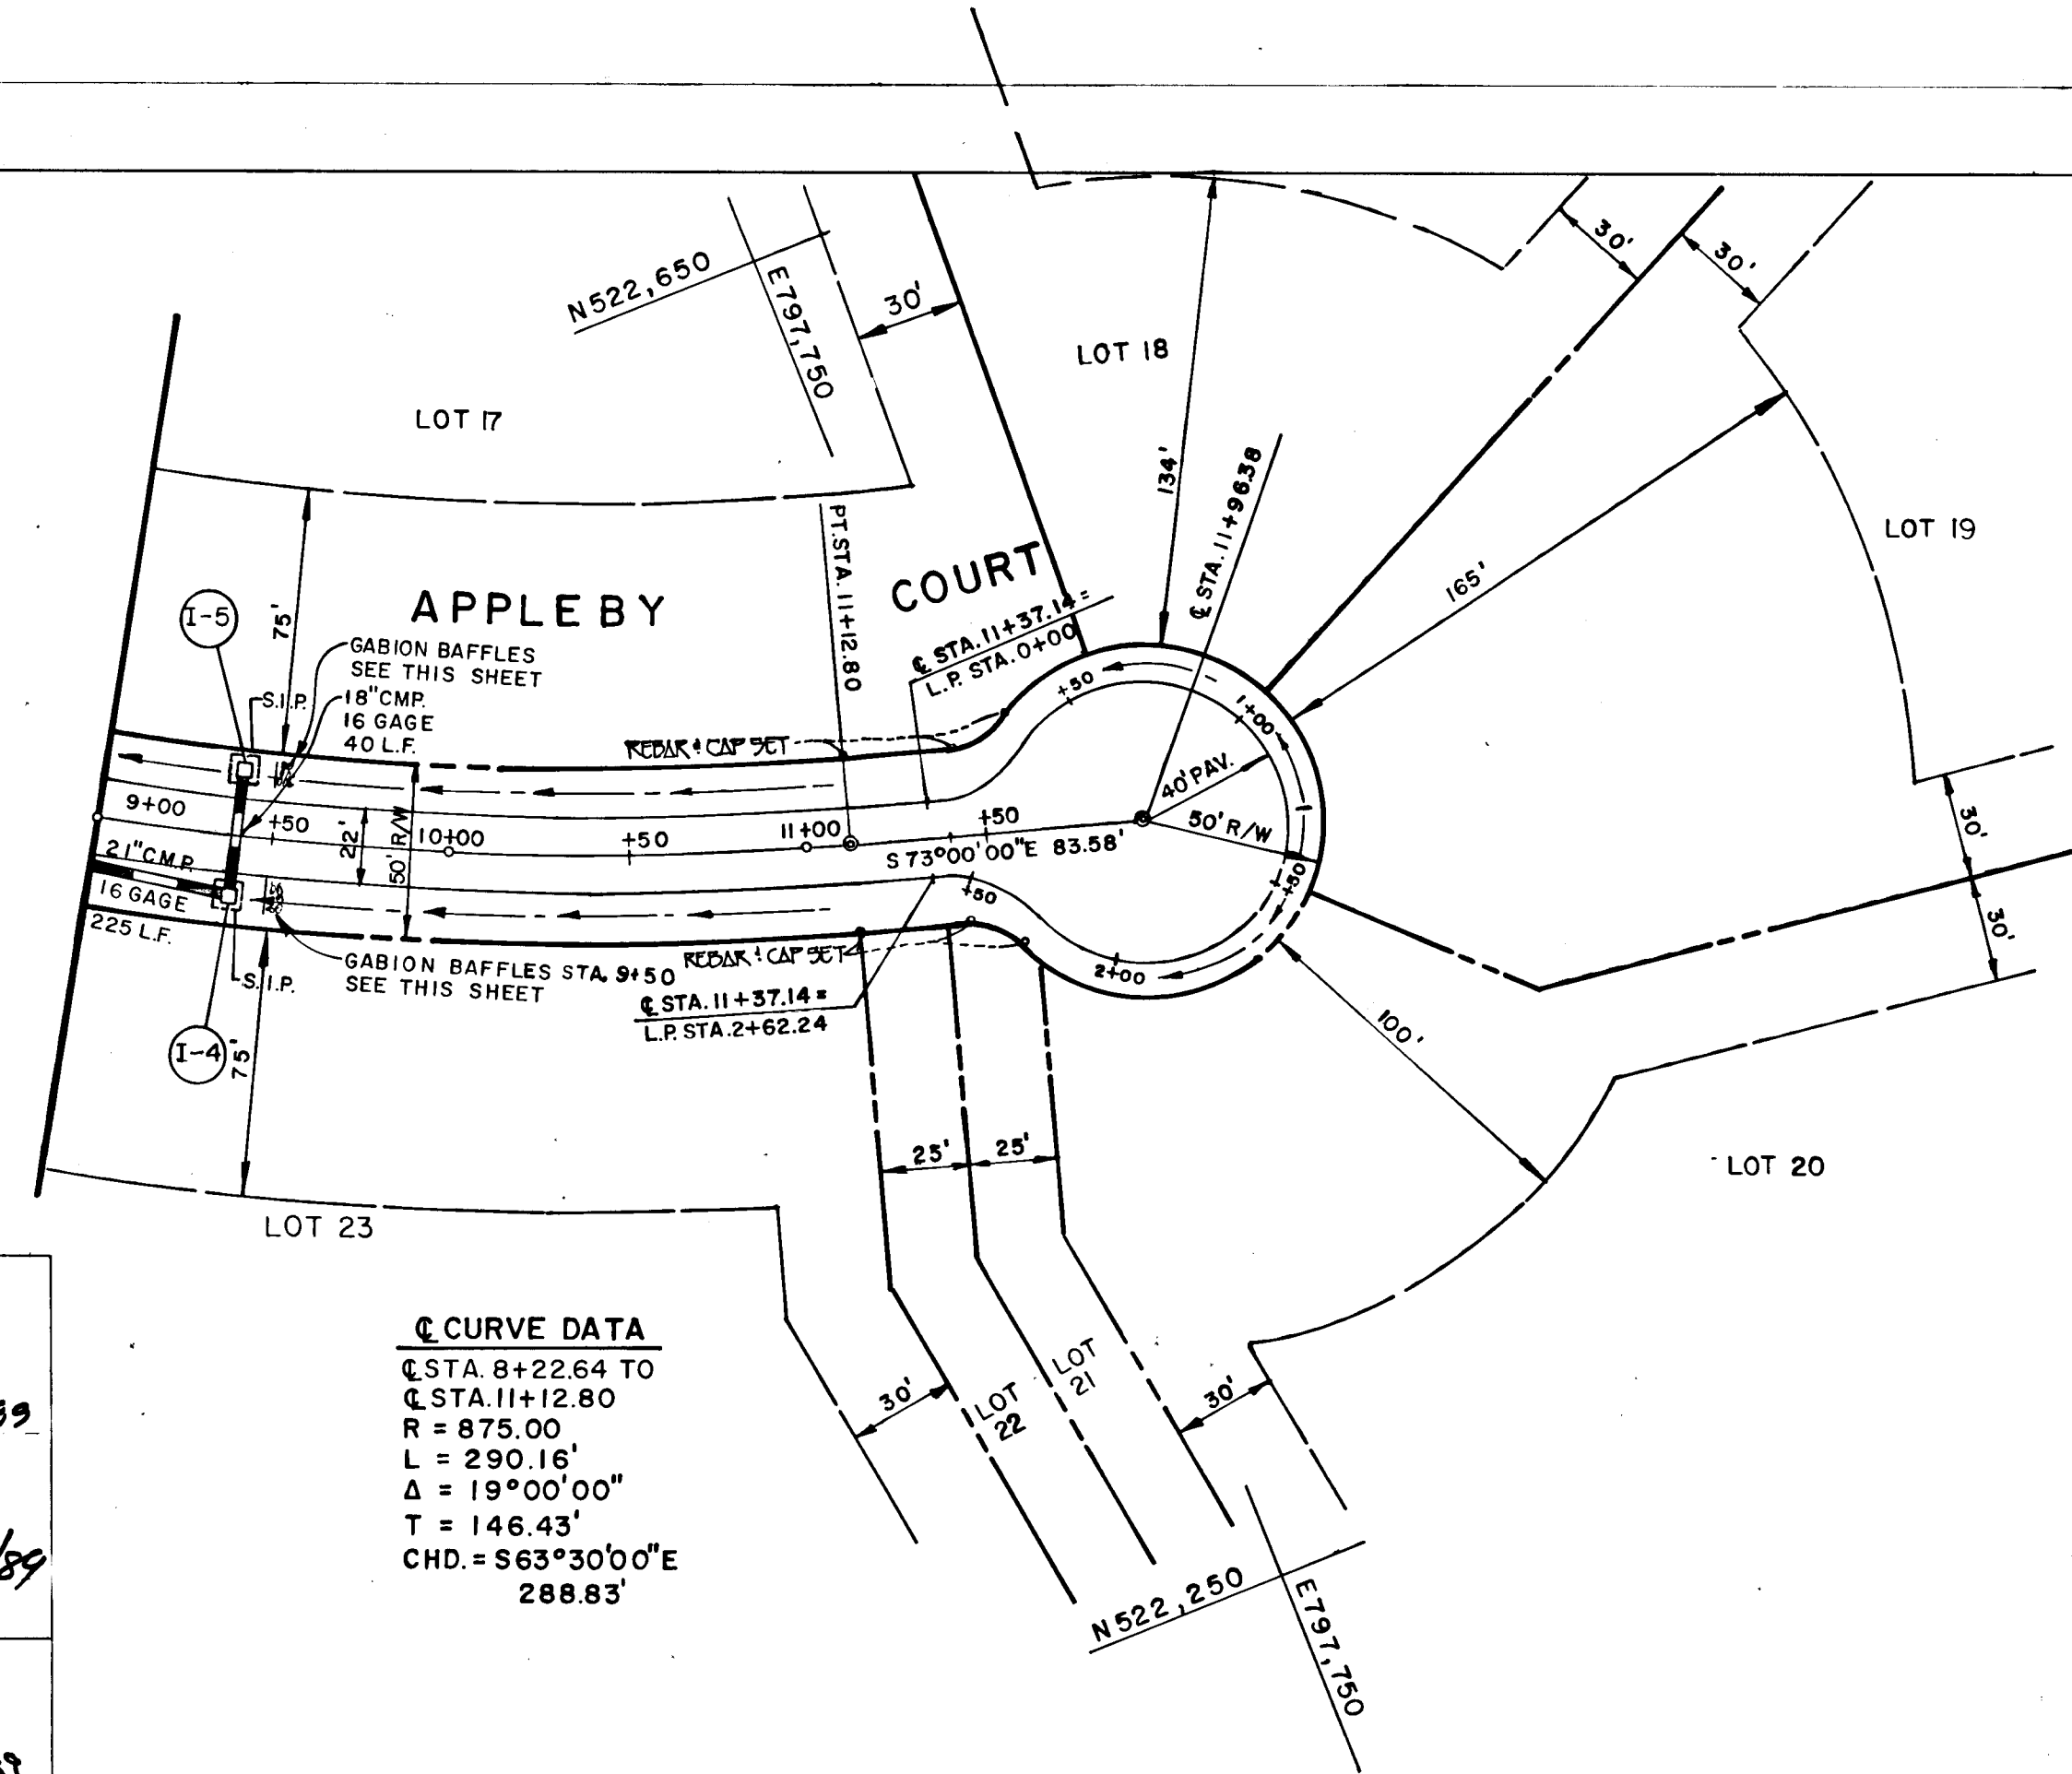 N 522,650
E 797,750
30'
30'
30'
LOT 18
LOT 17
134'
℄ STA. 11+96.38
LOT 19
165'
PT. STA. 11+12.80
COURT
APPLEBY
I-5
75'
GABION BAFFLES
SEE THIS SHEET
S.I.P.
18" CMP.
16 GAGE
40 L.F.
℄ STA. 11+37.14 =
L.P. STA. 0+00
+50
1+00
REBAR & CAP SET
40' PAV.
50' R/W
9+00
+50
22'
50' R/W
10+00
+50
11+00
+50
S 73°00'00"E 83.58'
21" C.M.P.
16 GAGE
225 L.F.
+50
+50
2+00
30'
30'
GABION BAFFLES STA. 9+50
SEE THIS SHEET
REBAR & CAP SET
S.I.P.
℄ STA. 11+37.14 =
L.P. STA. 2+62.24
I-4
75'
100'
25'
25'
LOT 20
LOT 23
℄ CURVE DATA
℄ STA. 8+22.64 TO
℄ STA. 11+12.80
R = 875.00
L = 290.16'
Δ = 19°00'00"
T = 146.43'
CHD. = S63°30'00"E
288.83'
30'
LOT
22
LOT
21
30'
N 522,250
E 797,750
/89